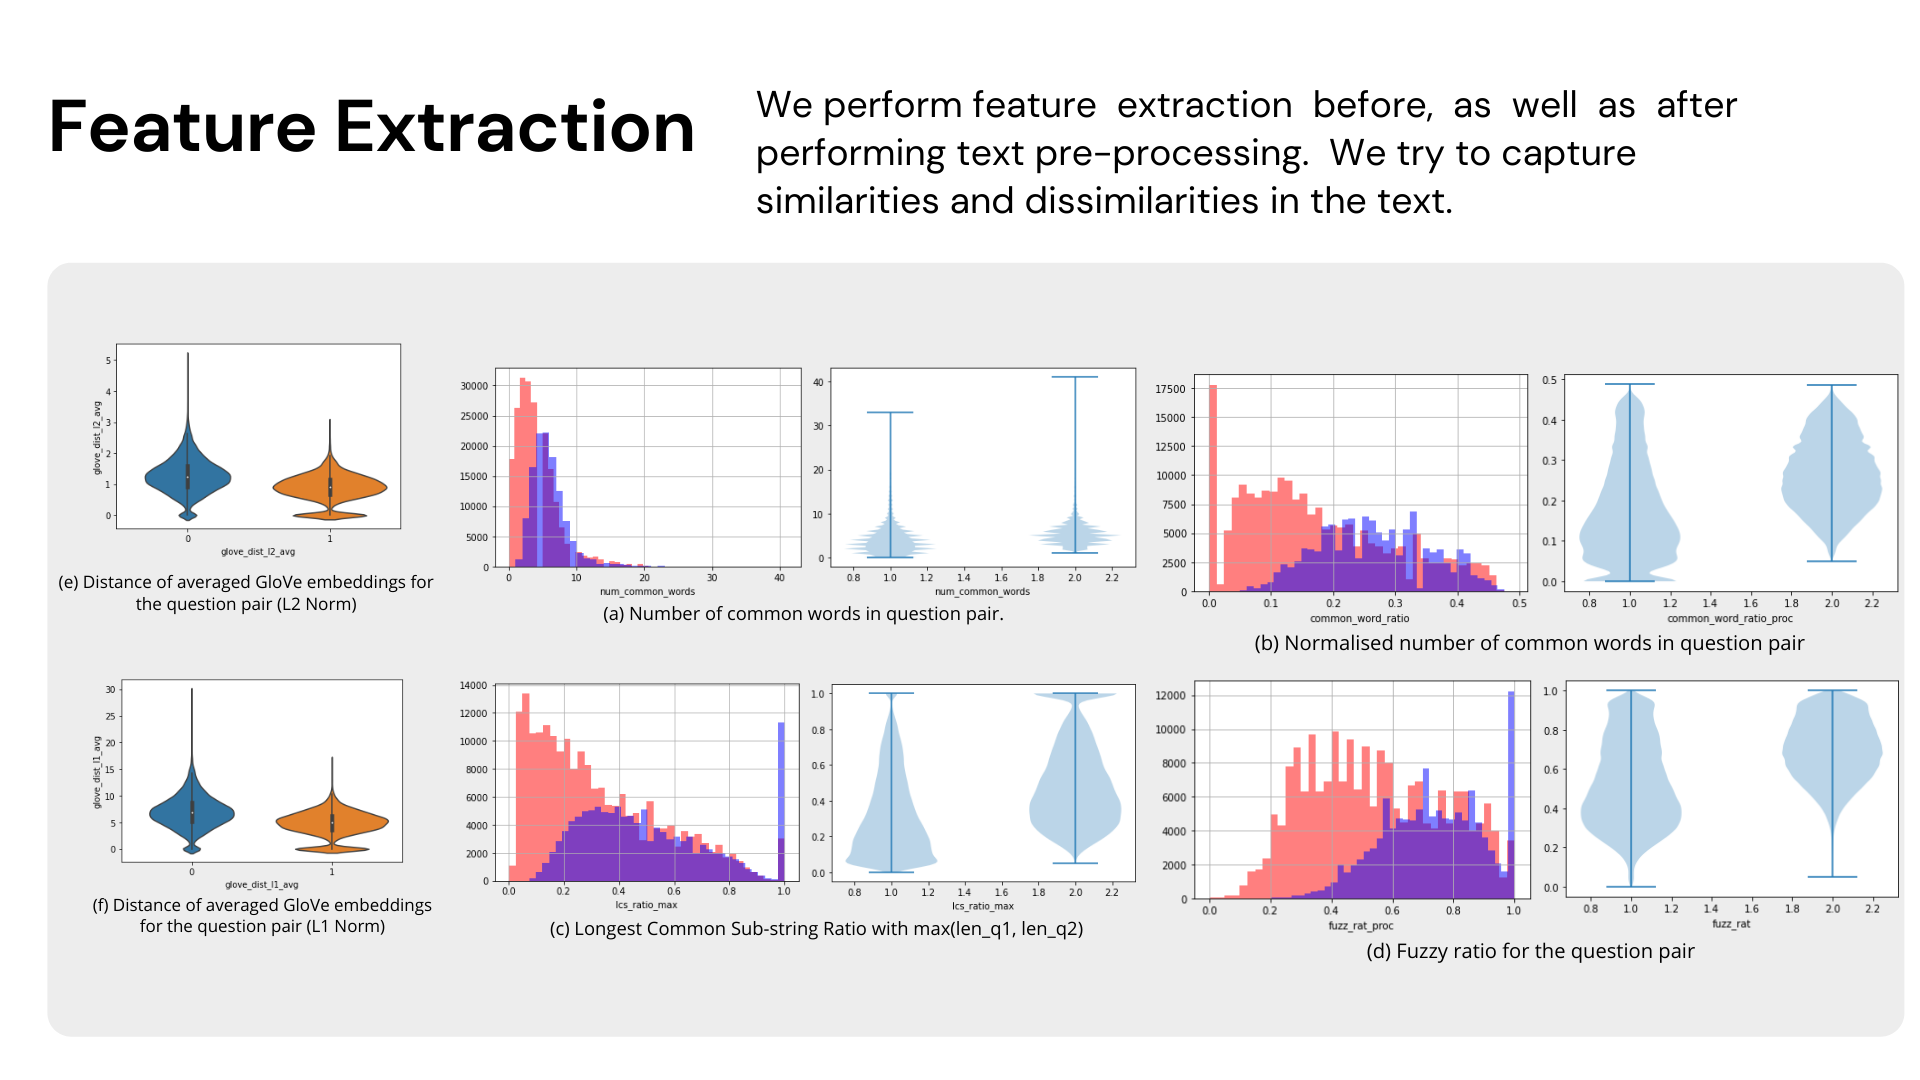 Feature Extraction
We perform feature extraction before, as well as after
performing text pre-processing. We try to capture
similarities and dissimilarities in the text.
5
4
3
2
1
0
glove_dist_l2_avg
0 1
glove_dist_l2_avg
(e) Distance of averaged GloVe embeddings for
the question pair (L2 Norm)
30000
25000
20000
15000
10000
5000
0
0 10 20 30 40
num_common_words
40
30
20
10
0
0.8 1.0 1.2 1.4 1.6 1.8 2.0 2.2
num_common_words
(a) Number of common words in question pair.
17500
15000
12500
10000
7500
5000
2500
0
0.0 0.1 0.2 0.3 0.4 0.5
common_word_ratio
0.5
0.4
0.3
0.2
0.1
0.0
0.8 1.0 1.2 1.4 1.6 1.8 2.0 2.2
common_word_ratio_proc
(b) Normalised number of common words in question pair
30
25
20
15
10
5
0
glove_dist_l1_avg
0 1
glove_dist_l1_avg
(f) Distance of averaged GloVe embeddings
for the question pair (L1 Norm)
14000
12000
10000
8000
6000
4000
2000
0
0.0 0.2 0.4 0.6 0.8 1.0
lcs_ratio_max
1.0
0.8
0.6
0.4
0.2
0.0
0.8 1.0 1.2 1.4 1.6 1.8 2.0 2.2
lcs_ratio_max
(c) Longest Common Sub-string Ratio with max(len_q1, len_q2)
12000
10000
8000
6000
4000
2000
0
0.0 0.2 0.4 0.6 0.8 1.0
fuzz_rat_proc
1.0
0.8
0.6
0.4
0.2
0.0
0.8 1.0 1.2 1.4 1.6 1.8 2.0 2.2
fuzz_rat
(d) Fuzzy ratio for the question pair